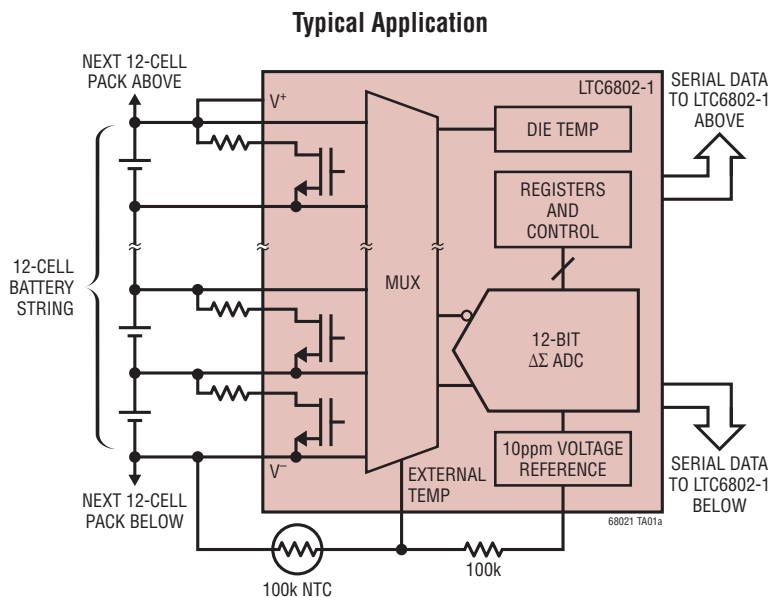 Typical Application
NEXT 12-CELL
PACK ABOVE
V+
LTC6802-1
DIE TEMP
SERIAL DATA
TO LTC6802-1
ABOVE
REGISTERS
AND
CONTROL
12-CELL
BATTERY
STRING
MUX
12-BIT
ΔΣ ADC
10ppm VOLTAGE
REFERENCE
V−
EXTERNAL
TEMP
NEXT 12-CELL
PACK BELOW
SERIAL DATA
TO LTC6802-1
BELOW
68021 TA01a
100k NTC
100k